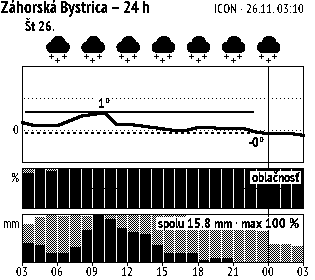 Záhorská Bystrica – 24 h ICON · 26.11. 03:10
Št 26.
1°
0
-0°
% oblačnosť
mm spolu 15.8 mm · max 100 %
03 06 09 12 15 18 21 00 03